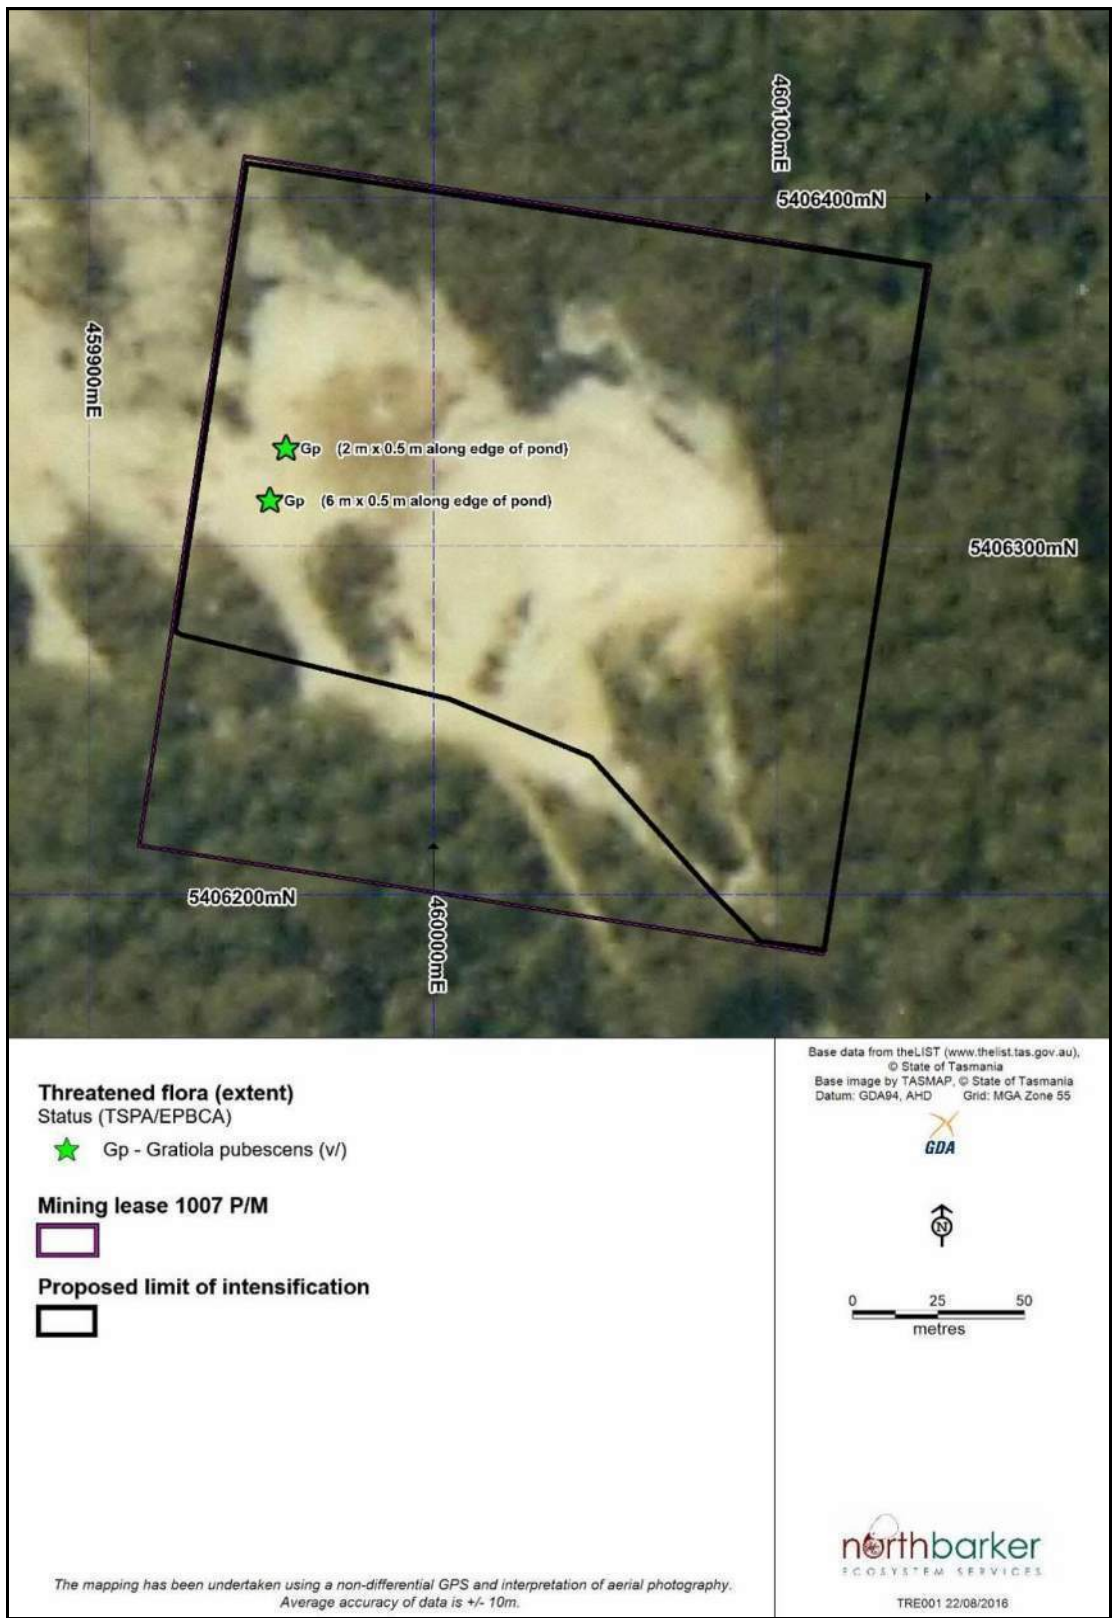 460100mE
5406400mN
459900mE
Gp (2 m x 0.5 m along edge of pond)
Gp (6 m x 0.5 m along edge of pond)
5406300mN
5406200mN
460000mE
Threatened flora (extent)
Status (TSPA/EPBCA)
Gp - Gratiola pubescens (v/)
Mining lease 1007 P/M
Proposed limit of intensification
Base data from theLIST (www.thelist.tas.gov.au),
© State of Tasmania
Base image by TASMAP, © State of Tasmania
Datum: GDA94, AHD Grid: MGA Zone 55
GDA
N
0 25 50
metres
northbarker
ECOSYSTEM SERVICES
The mapping has been undertaken using a non-differential GPS and interpretation of aerial photography.
Average accuracy of data is +/- 10m.
TRE001 22/08/2016